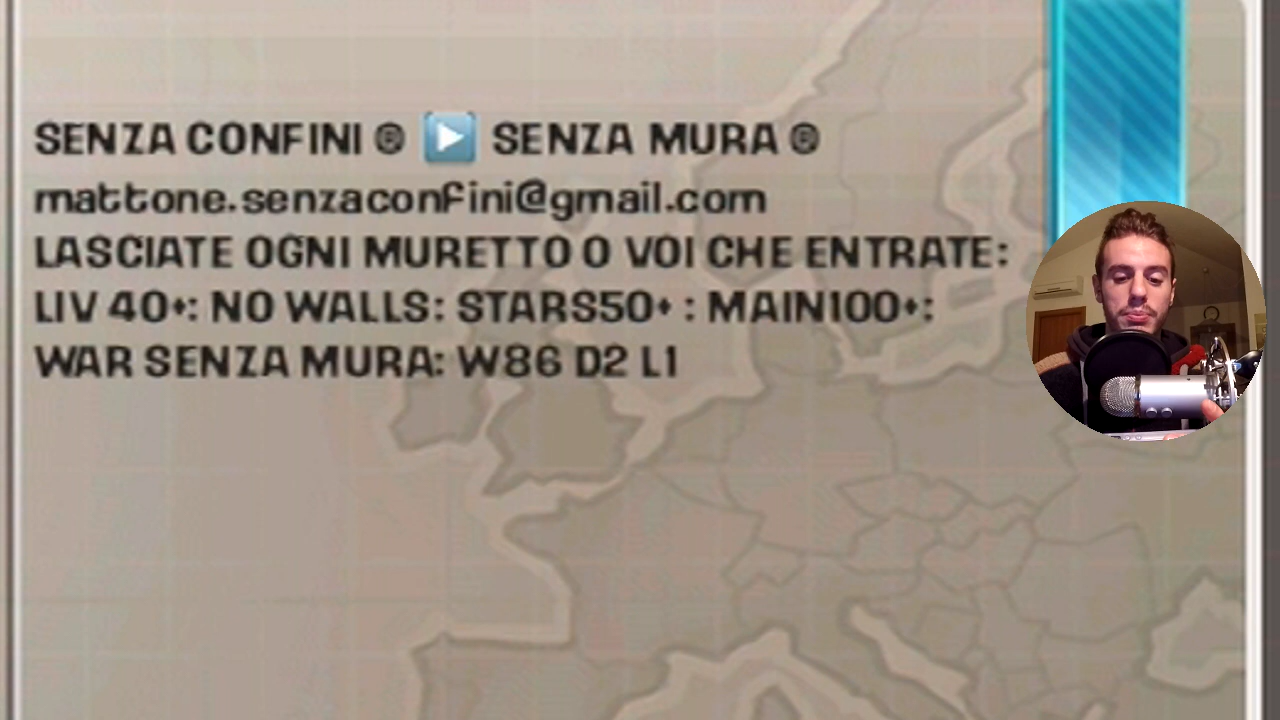 SENZA CONFINI ® ▶️ SENZA MURA ®
mattone.senzaconfini@gmail.com
LASCIATE OGNI MURETTO O VOI CHE ENTRATE:
LIV 40+: NO WALLS: STARS50+ : MAIN100+:
WAR SENZA MURA: W86 D2 L1